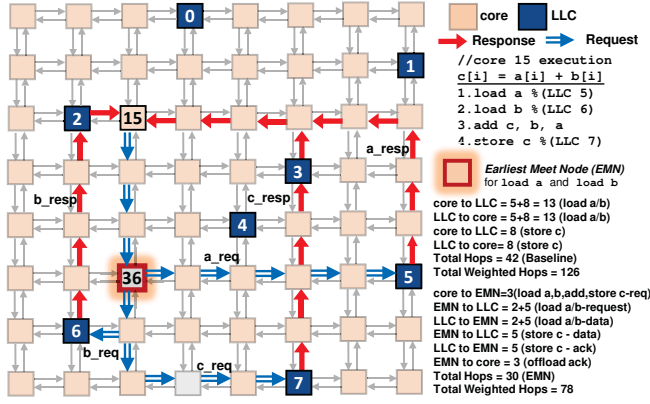 0
1
2
15
3
4
36
5
6
7
a_resp
b_resp
c_resp
a_req
b_req
c_req
core LLC
Response Request
//core 15 execution
c[i] = a[i] + b[i]
1.load a %(LLC 5)
2.load b %(LLC 6)
3.add c, b, a
4.store c %(LLC 7)
Earliest Meet Node (EMN)
for load a and load b
core to LLC = 5+8 = 13 (load a/b)
LLC to core = 5+8 = 13 (load a/b)
core to LLC = 8 (store c)
LLC to core= 8 (store c)
Total Hops = 42 (Baseline)
Total Weighted Hops = 126
core to EMN=3(load a,b,add,store c-req)
EMN to LLC = 2+5 (load a/b-request)
LLC to EMN = 2+5 (load a/b-data)
EMN to LLC = 5 (store c - data)
LLC to EMN = 5 (store c - ack)
EMN to core = 3 (offload ack)
Total Hops = 30 (EMN)
Total Weighted Hops = 78